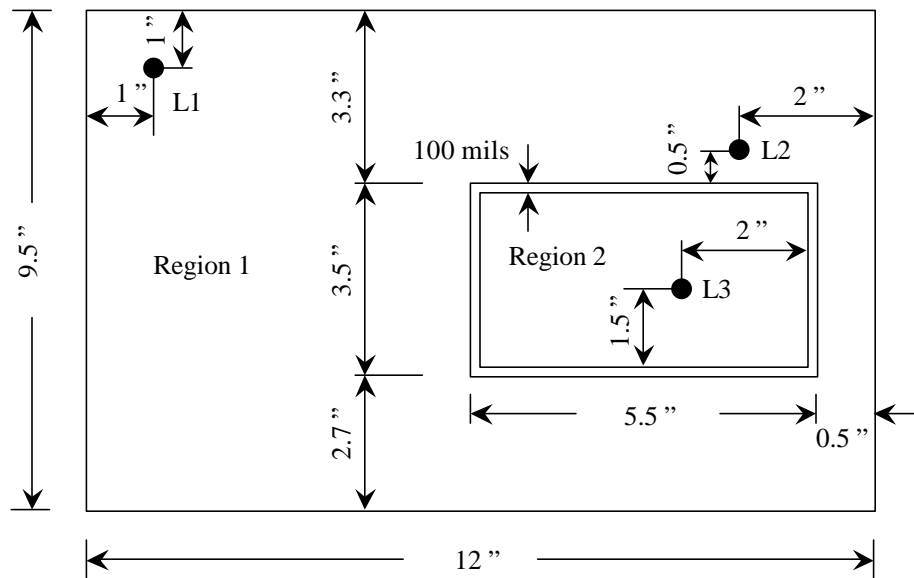 1 ”
1 ”
L1
3.3 ”
2 ”
0.5 ”
L2
100 mils
9.5 ”
Region 1
3.5 ”
Region 2
2 ”
L3
1.5 ”
5.5 ”
0.5 ”
2.7 ”
12 ”